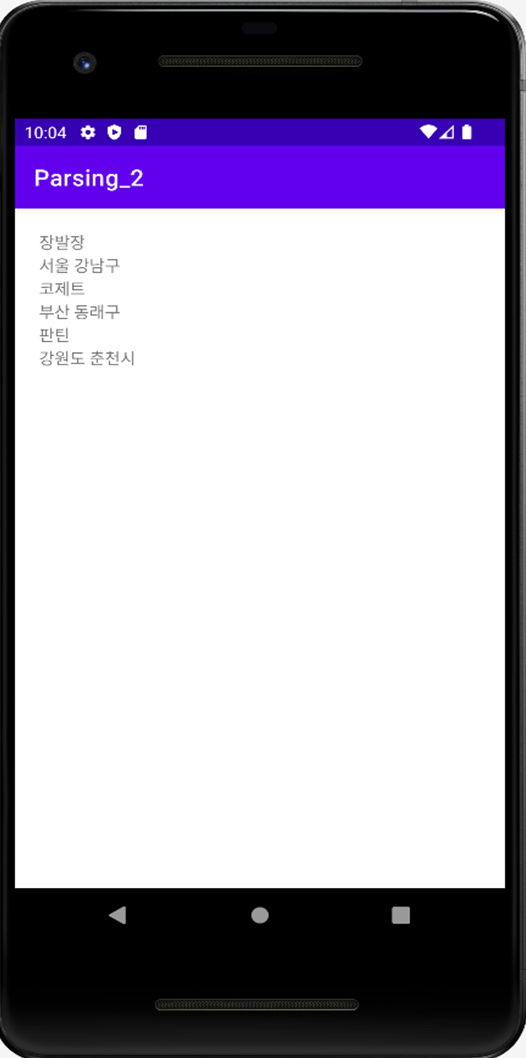 10:04
Parsing_2
장발장
서울 강남구
코제트
부산 동래구
판틴
강원도 춘천시